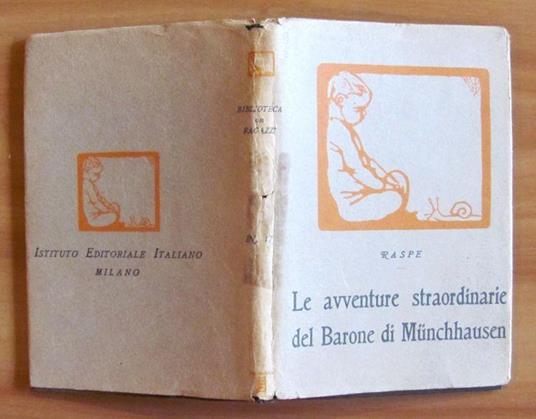 ISTITUTO EDITORIALE ITALIANO
MILANO
BIBLIOTECA
DEI
RAGAZZI
RASPE
Le avventure straordinarie
del Barone di Münchhausen